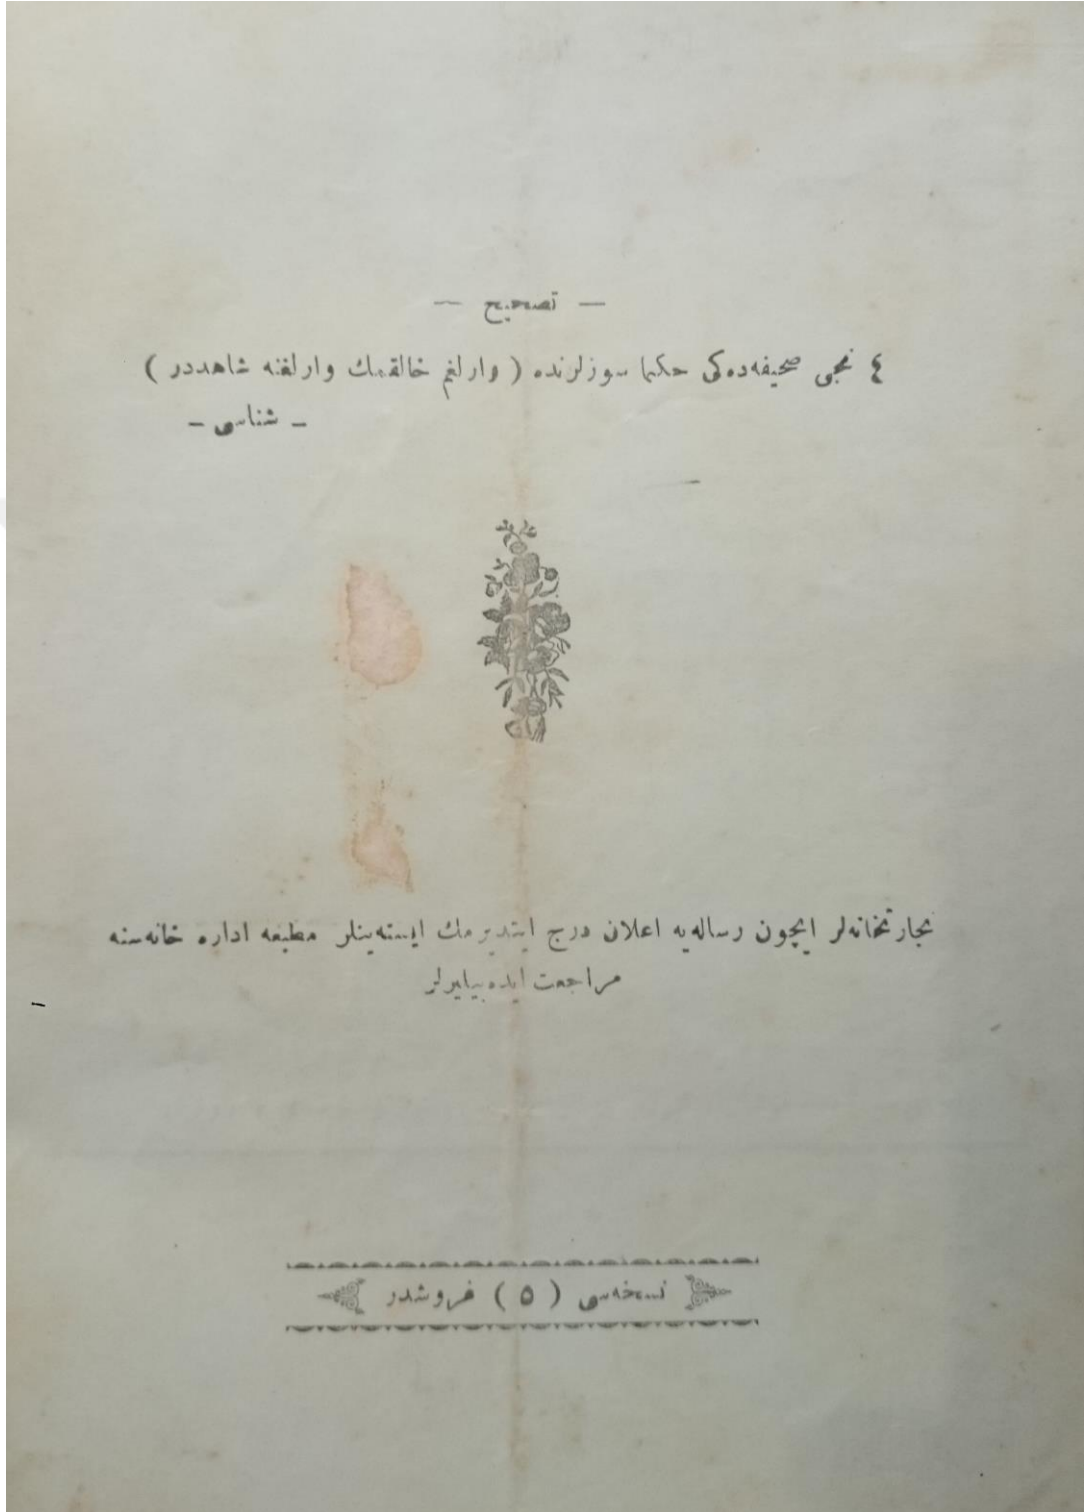 — تصحیح —
٤ نجی صحیفه‌ده‌کی حکما سوزلرنده ( وارلغم خالقمك وارلغنه شاهددر )
– شناسی –
تجارتخانه‌لر ایچون رساله‌یه اعلان درج ایتدیرمك ایسته‌ینلر مطبعه اداره خانه‌سنه
مراجعت ایده‌بیلیرلر
نسخه‌سی ( ٥ ) غروشدر